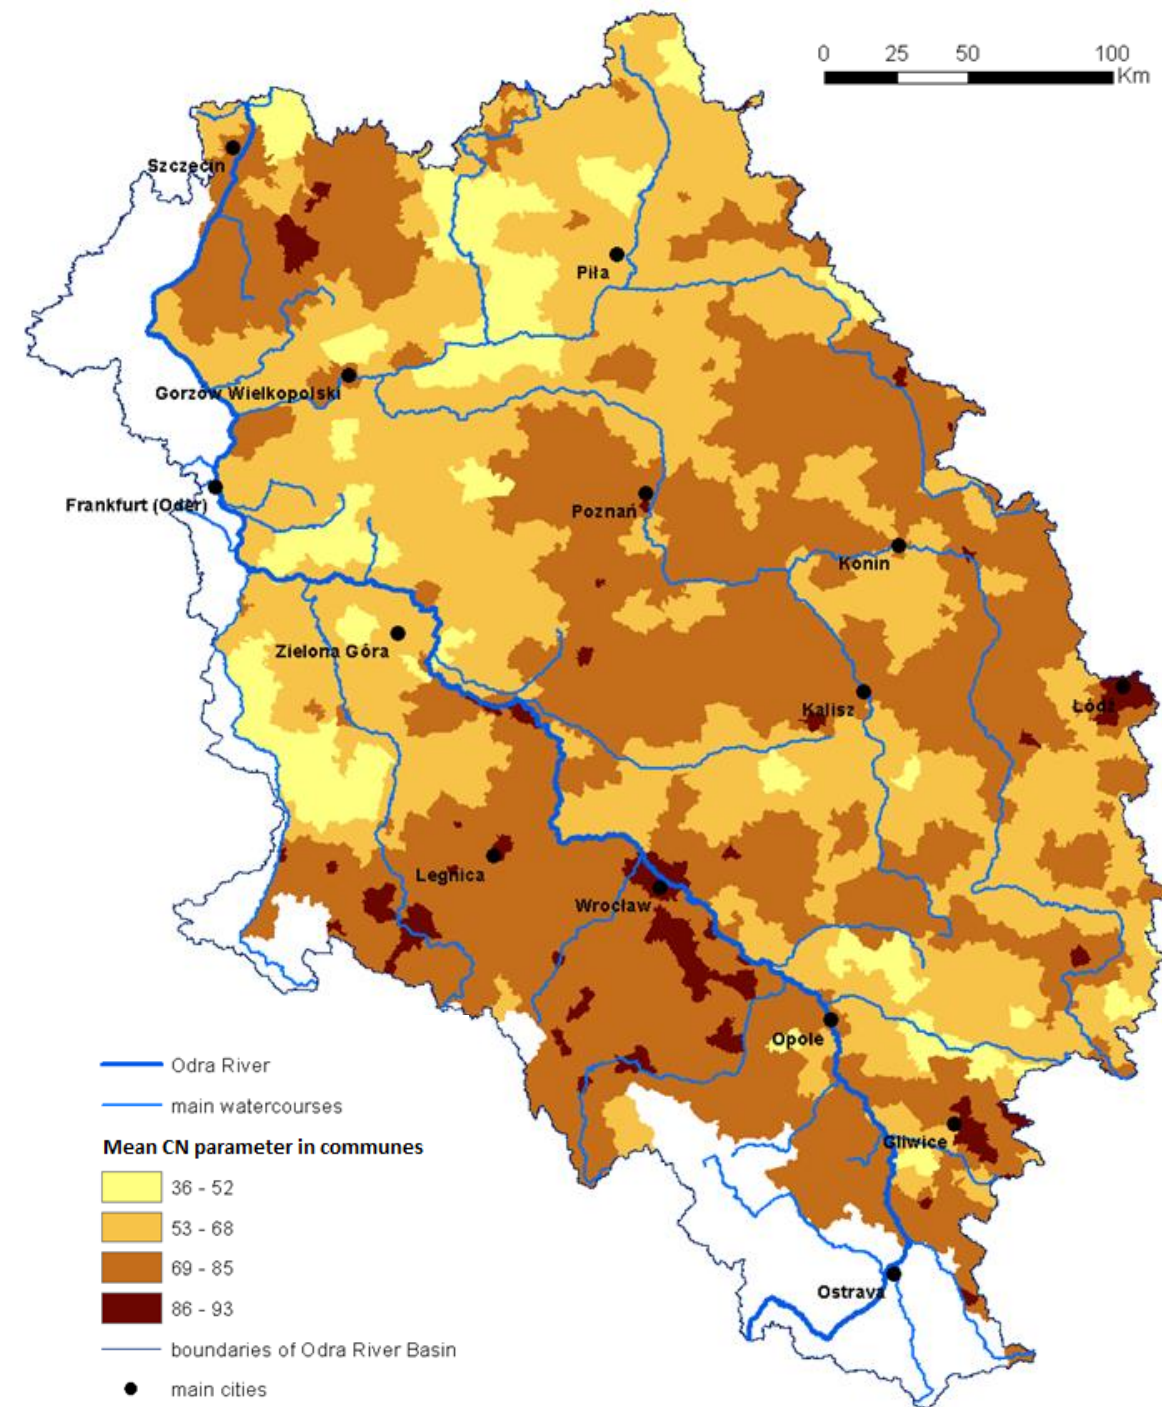 0 25 50 100
Km
Szczecin
Piła
Gorzów Wielkopolski
Frankfurt (Oder)
Poznań
Konin
Zielona Góra
Kalisz
Łódź
Legnica
Wrocław
Opole
Gliwice
Ostrava
Odra River
main watercourses
Mean CN parameter in communes
36 - 52
53 - 68
69 - 85
86 - 93
boundaries of Odra River Basin
main cities